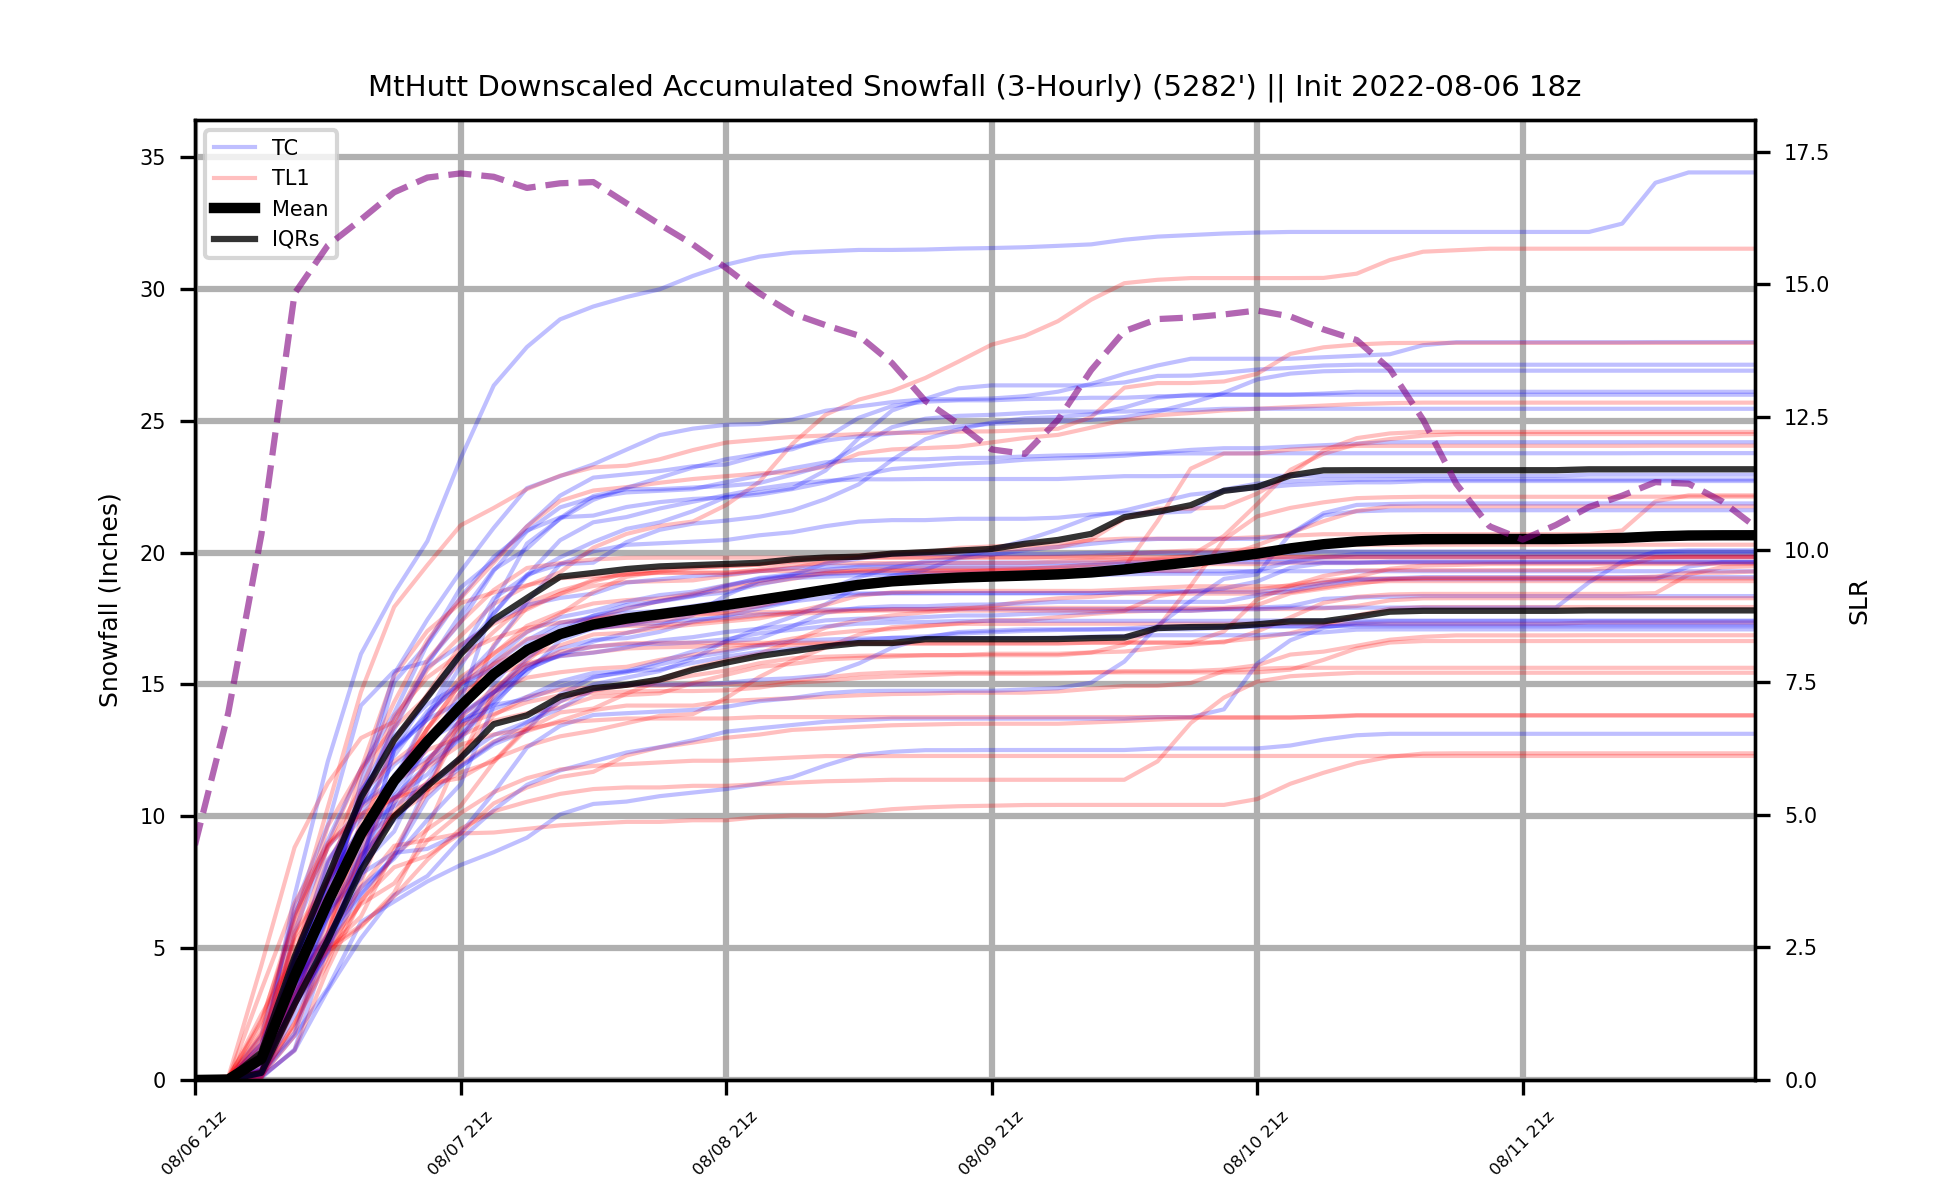 MtHutt Downscaled Accumulated Snowfall (3-Hourly) (5282') || Init 2022-08-06 18z
TC
TL1
Mean
IQRs
Snowfall (Inches)
35
30
25
20
15
10
5
0
17.5
15.0
12.5
10.0
7.5
5.0
2.5
0.0
SLR
08/06 21z
08/07 21z
08/08 21z
08/09 21z
08/10 21z
08/11 21z